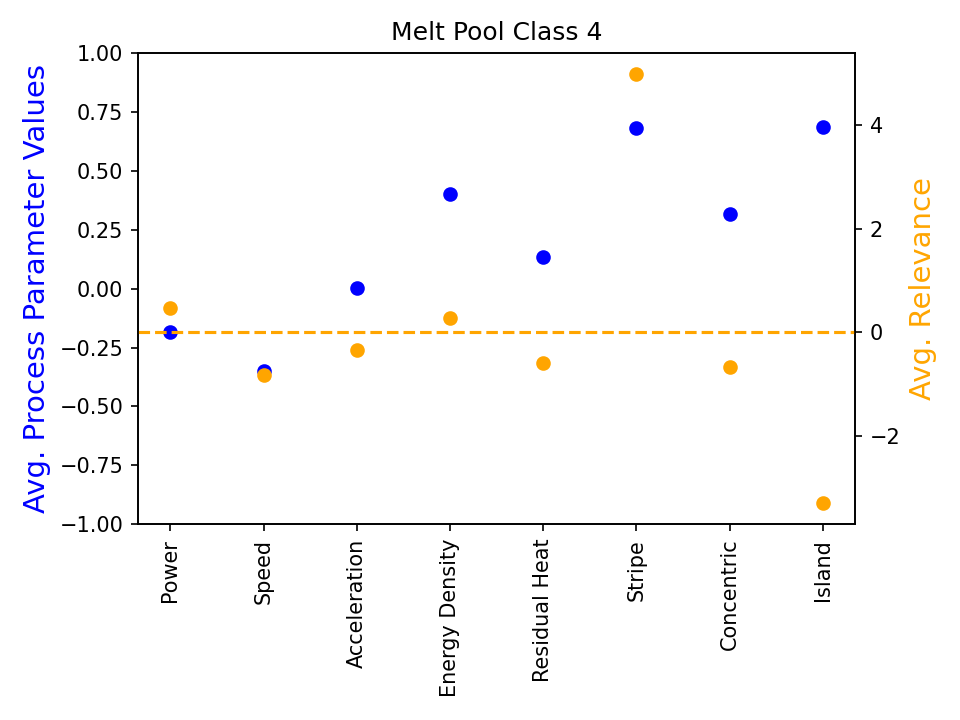 Melt Pool Class 4
Avg. Process Parameter Values
1.00
0.75
0.50
0.25
0.00
−0.25
−0.50
−0.75
−1.00
4
2
0
−2
Avg. Relevance
Power
Speed
Acceleration
Energy Density
Residual Heat
Stripe
Concentric
Island